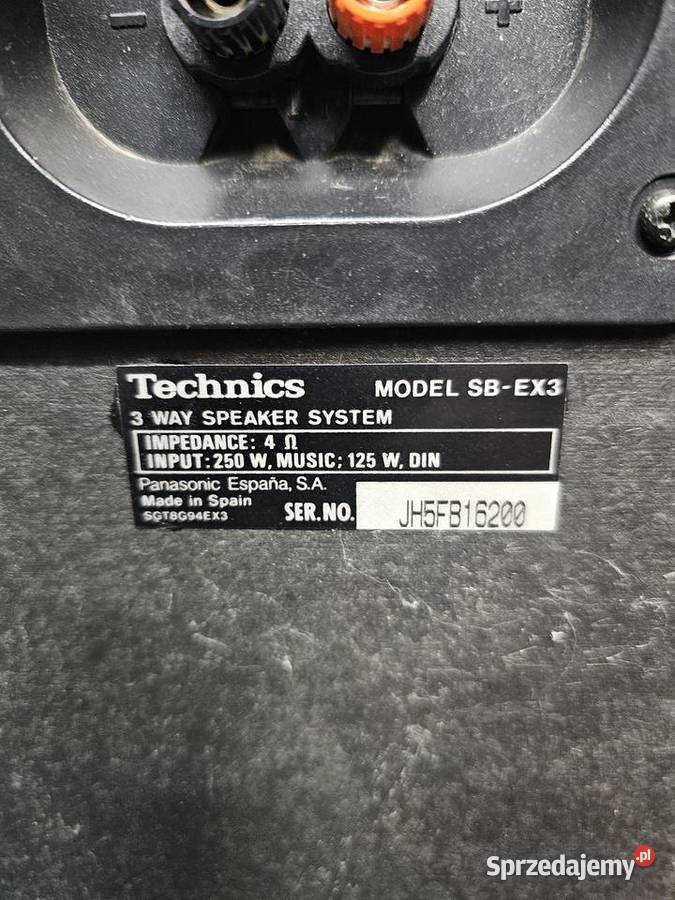 − +
Technics MODEL SB-EX3
3 WAY SPEAKER SYSTEM
IMPEDANCE: 4 Ω
INPUT: 250 W, MUSIC; 125 W, DIN
Panasonic España, S.A.
Made in Spain
SGT8G94EX3 SER.NO. JH5FB16200
Sprzedajemy.pl